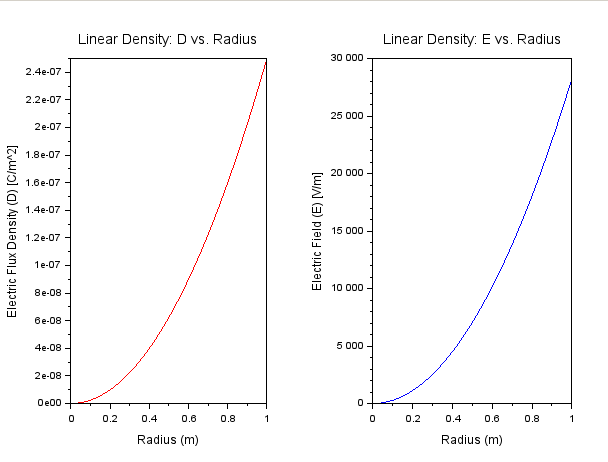 Linear Density: D vs. Radius
Electric Flux Density (D) [C/m^2]
2.4e-07
2.2e-07
2e-07
1.8e-07
1.6e-07
1.4e-07
1.2e-07
1e-07
8e-08
6e-08
4e-08
2e-08
0e00
0 0.2 0.4 0.6 0.8 1
Radius (m)
Linear Density: E vs. Radius
Electric Field (E) [V/m]
30 000
25 000
20 000
15 000
10 000
5 000
0
0 0.2 0.4 0.6 0.8 1
Radius (m)